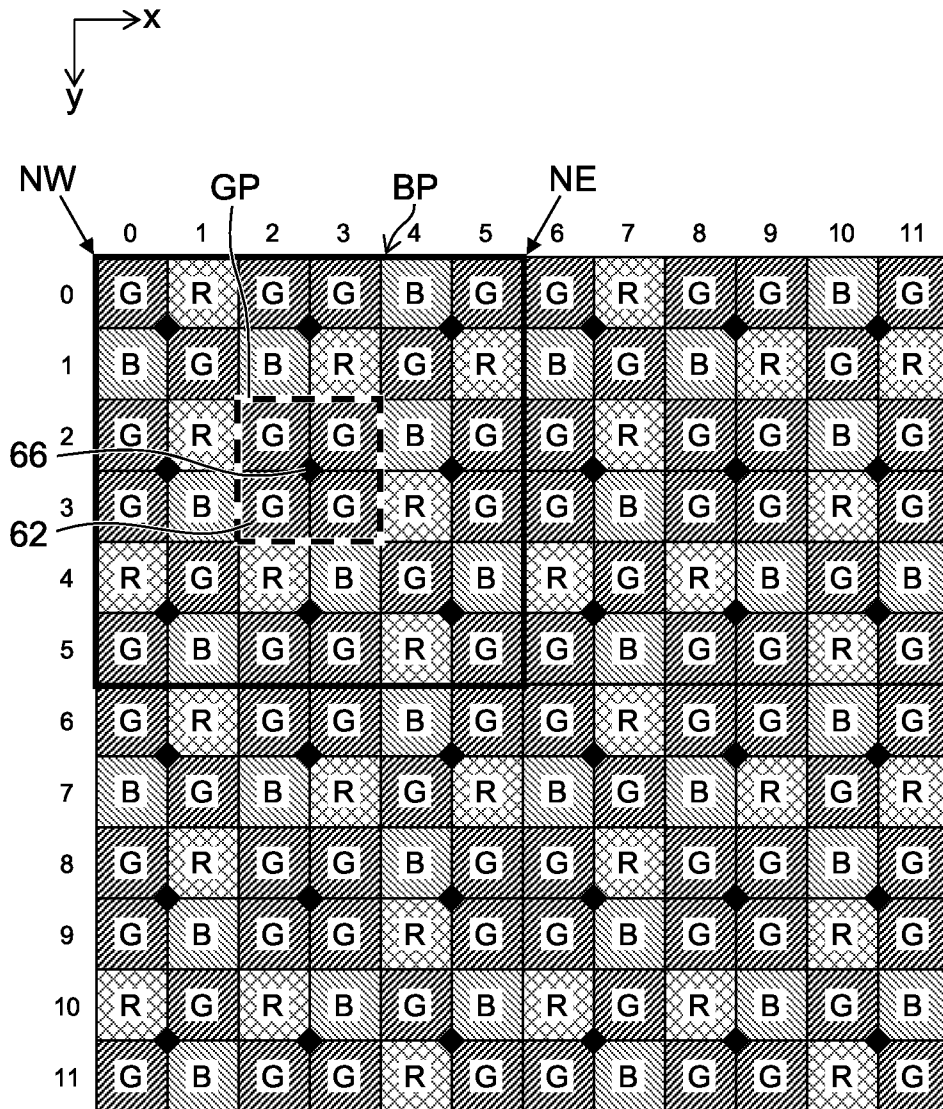 x
y
NW GP BP NE
0 1 2 3 4 5 6 7 8 9 10 11
0 G R G G B G G R G G B G
1 B G B R G R B G B R G R
2 G R G G B G G R G G B G
66
3 G B G G R G G B G G R G
62
4 R G R B G B R G R B G B
5 G B G G R G G B G G R G
6 G R G G B G G R G G B G
7 B G B R G R B G B R G R
8 G R G G B G G R G G B G
9 G B G G R G G B G G R G
10 R G R B G B R G R B G B
11 G B G G R G G B G G R G